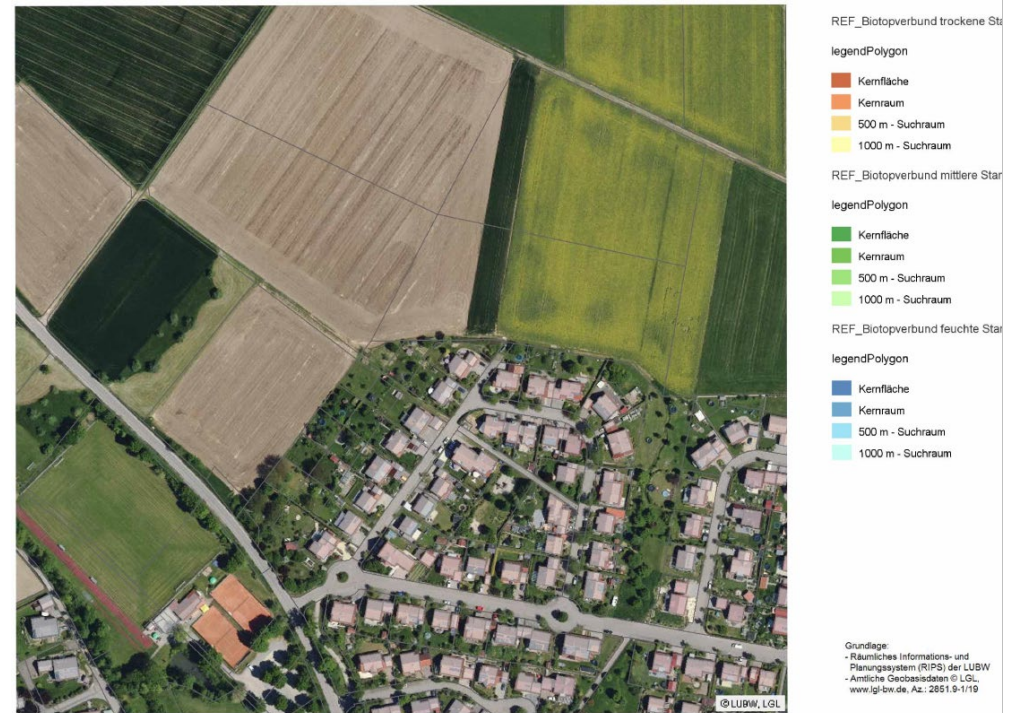 REF_Biotopverbund trockene Sta
legendPolygon
Kernfläche
Kernraum
500 m - Suchraum
1000 m - Suchraum
REF_Biotopverbund mittlere Star
legendPolygon
Kernfläche
Kernraum
500 m - Suchraum
1000 m - Suchraum
REF_Biotopverbund feuchte Star
legendPolygon
Kernfläche
Kernraum
500 m - Suchraum
1000 m - Suchraum
Grundlage:
- Räumliches Informations- und
Planungssystem (RIPS) der LUBW
- Amtliche Geobasisdaten © LGL,
www.lgl-bw.de, Az.: 2851.9-1/19
© LUBW, LGL